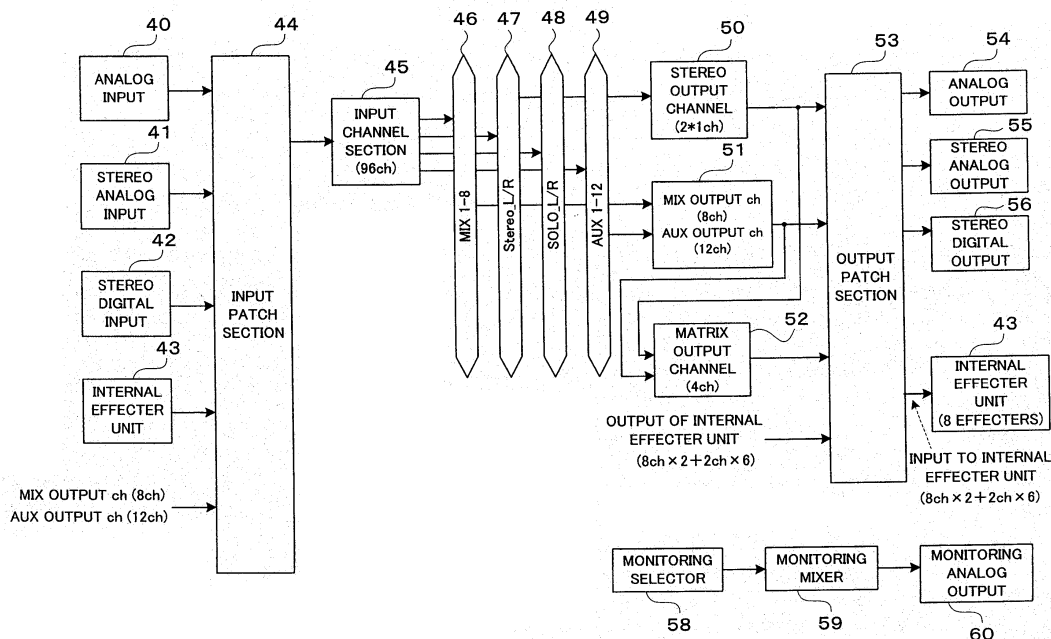 40
ANALOG
INPUT
41
STEREO
ANALOG
INPUT
42
STEREO
DIGITAL
INPUT
43
INTERNAL
EFFECTER
UNIT
MIX OUTPUT ch (8ch)
AUX OUTPUT ch (12ch)
44
INPUT
PATCH
SECTION
45
INPUT
CHANNEL
SECTION
(96ch)
46
MIX 1-8
47
Stereo_L/R
48
SOLO_L/R
49
AUX 1-12
50
STEREO
OUTPUT
CHANNEL
(2*1ch)
51
MIX OUTPUT ch
(8ch)
AUX OUTPUT ch
(12ch)
52
MATRIX
OUTPUT
CHANNEL
(4ch)
OUTPUT OF INTERNAL
EFFECTER UNIT
(8ch×2+2ch×6)
53
OUTPUT
PATCH
SECTION
54
ANALOG
OUTPUT
55
STEREO
ANALOG
OUTPUT
56
STEREO
DIGITAL
OUTPUT
43
INTERNAL
EFFECTER
UNIT
(8 EFFECTERS)
INPUT TO INTERNAL
EFFECTER UNIT
(8ch×2+2ch×6)
MONITORING
SELECTOR
58
MONITORING
MIXER
59
MONITORING
ANALOG
OUTPUT
60